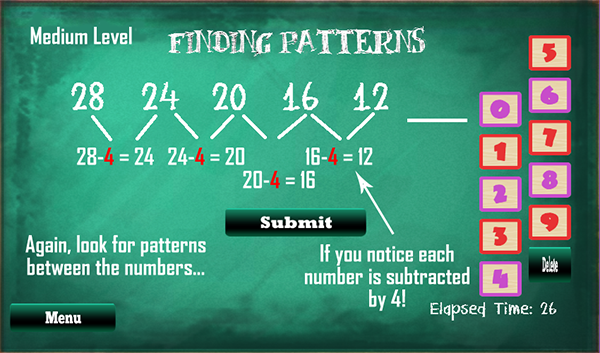 Medium Level
FINDING PATTERNS
28 24 20 16 12
28-4 = 24 24-4 = 20 16-4 = 12
20-4 = 16
Submit
Again, look for patterns
between the numbers...
If you notice each
number is subtracted
by 4!
Menu
5
0
6
1
7
2
8
3
9
4
Delete
Elapsed Time: 26